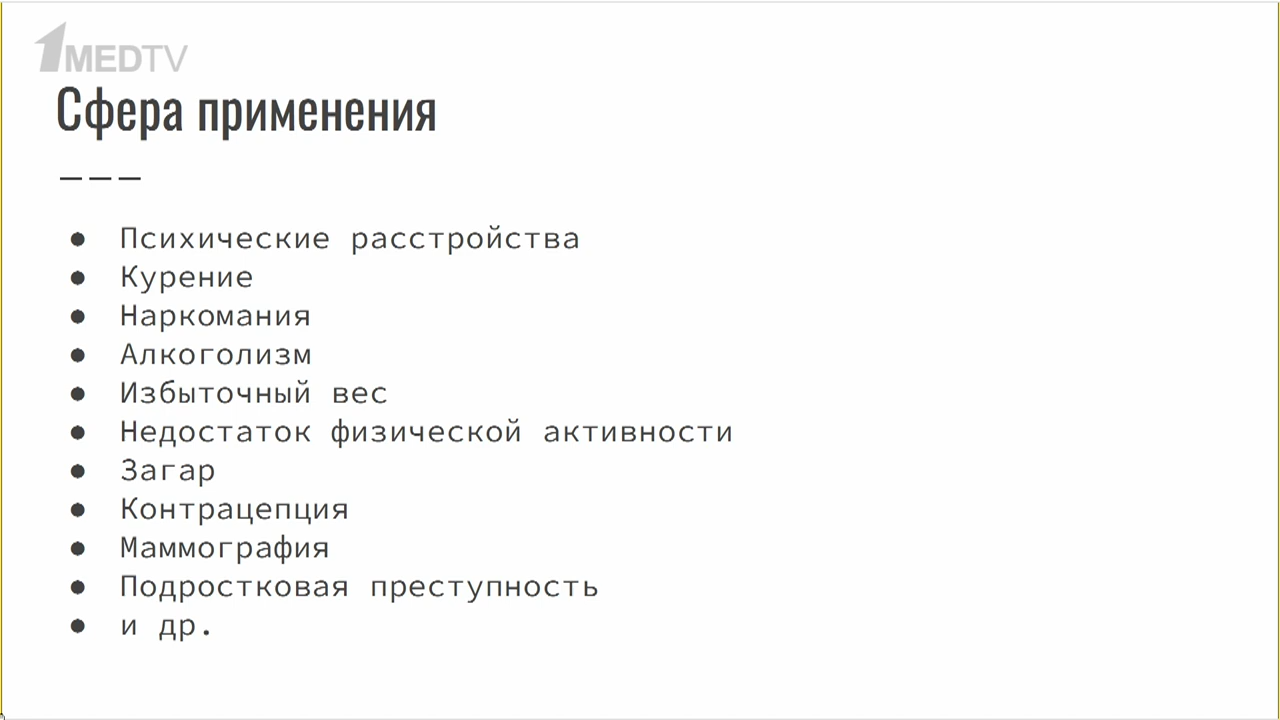 1MEDTV
Сфера применения
● Психические расстройства
● Курение
● Наркомания
● Алкоголизм
● Избыточный вес
● Недостаток физической активности
● Загар
● Контрацепция
● Маммография
● Подростковая преступность
● и др.